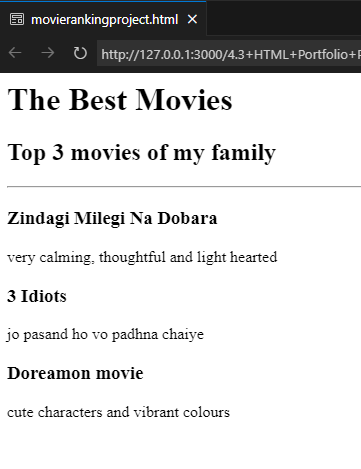 movierankingproject.html
http://127.0.0.1:3000/4.3+HTML+Portfolio+P
The Best Movies
Top 3 movies of my family
Zindagi Milegi Na Dobara
very calming, thoughtful and light hearted
3 Idiots
jo pasand ho vo padhna chaiye
Doreamon movie
cute characters and vibrant colours